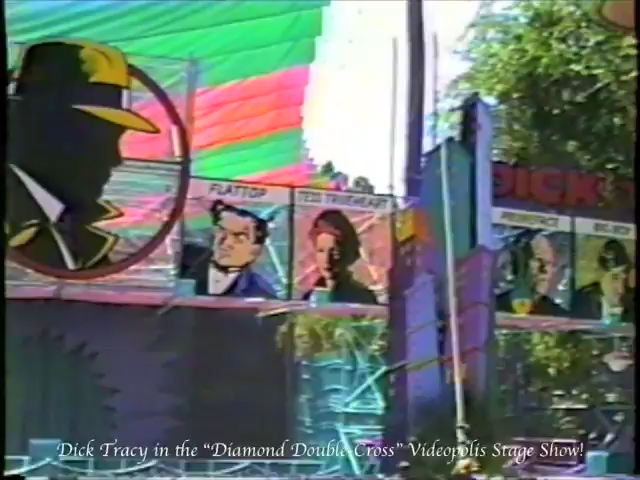 DICK
FLATTOP
TESS TRUEHEART
PRUNEFACE
BIG BOY
Dick Tracy in the “Diamond Double Cross” Videopolis Stage Show!